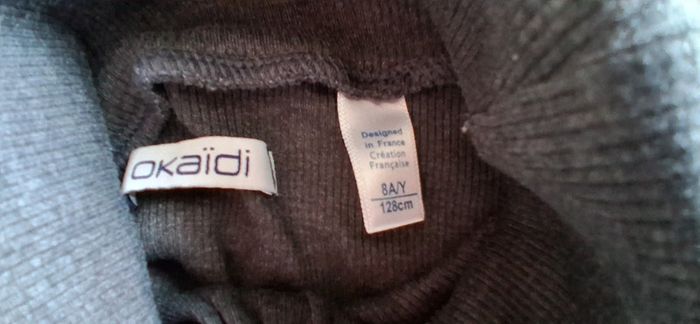 OKaïdi
Designed
in France
Création
Française
8A/Y
128cm